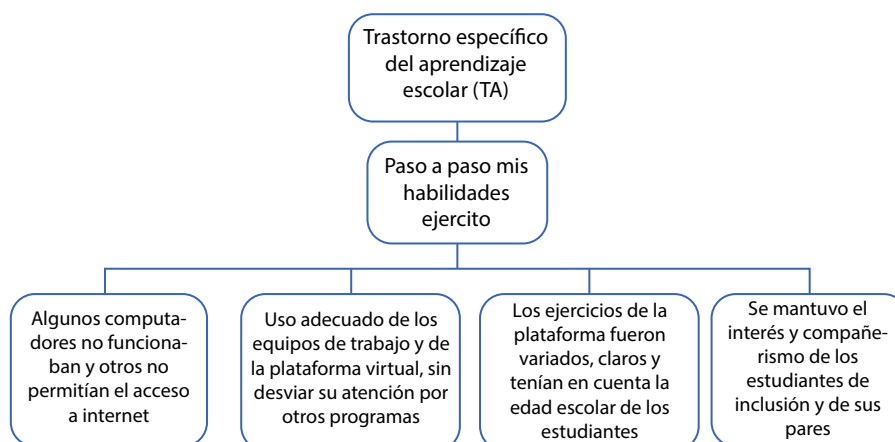 Trastorno específico
del aprendizaje
escolar (TA)
Paso a paso mis
habilidades
ejercito
Algunos computa-
dores no funciona-
ban y otros no
permitían el acceso
a internet
Uso adecuado de los
equipos de trabajo y de
la plataforma virtual, sin
desviar su atención por
otros programas
Los ejercicios de la
plataforma fueron
variados, claros y
tenían en cuenta la
edad escolar de los
estudiantes
Se mantuvo el
interés y compañe-
rismo de los
estudiantes de
inclusión y de sus
pares